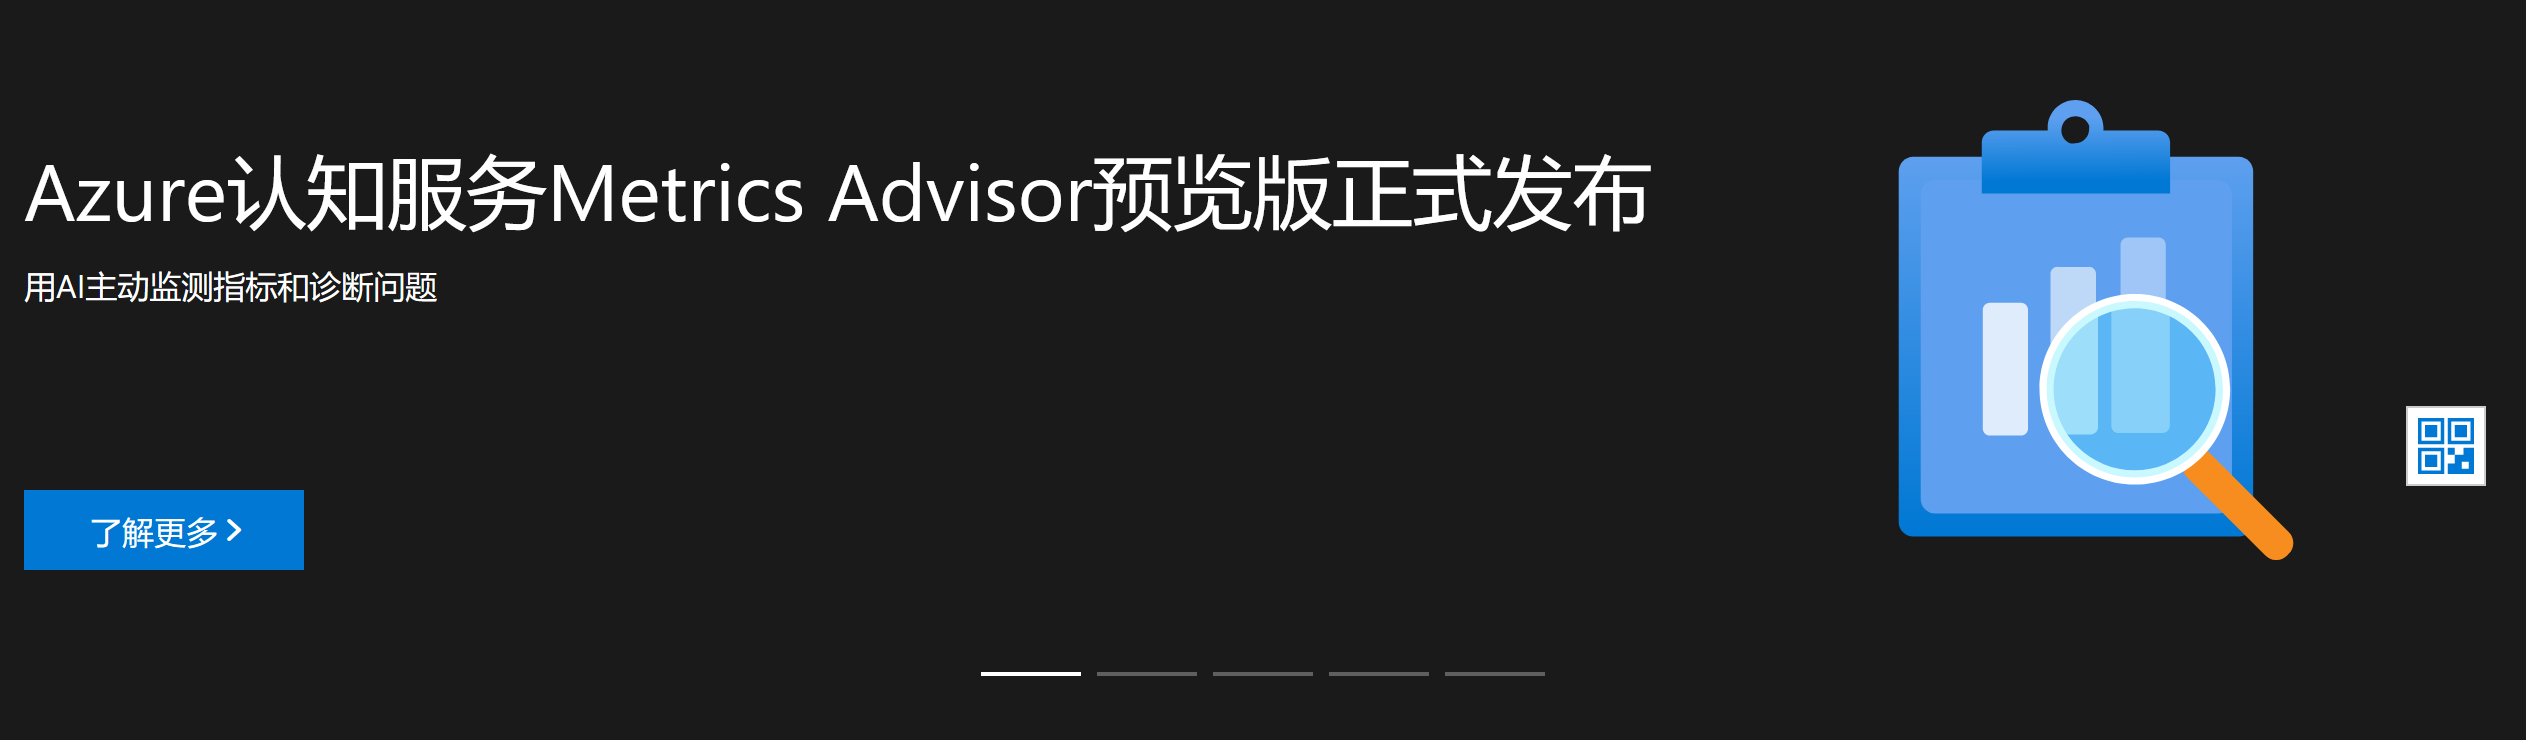 Azure认知服务Metrics Advisor预览版正式发布
用AI主动监测指标和诊断问题
了解更多